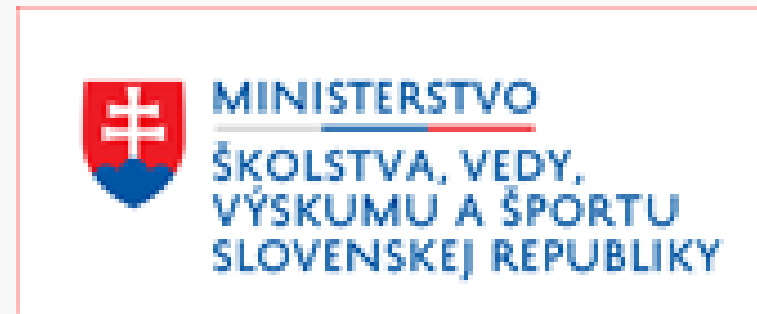 MINISTERSTVO
ŠKOLSTVA, VEDY,
VÝSKUMU A ŠPORTU
SLOVENSKEJ REPUBLIKY